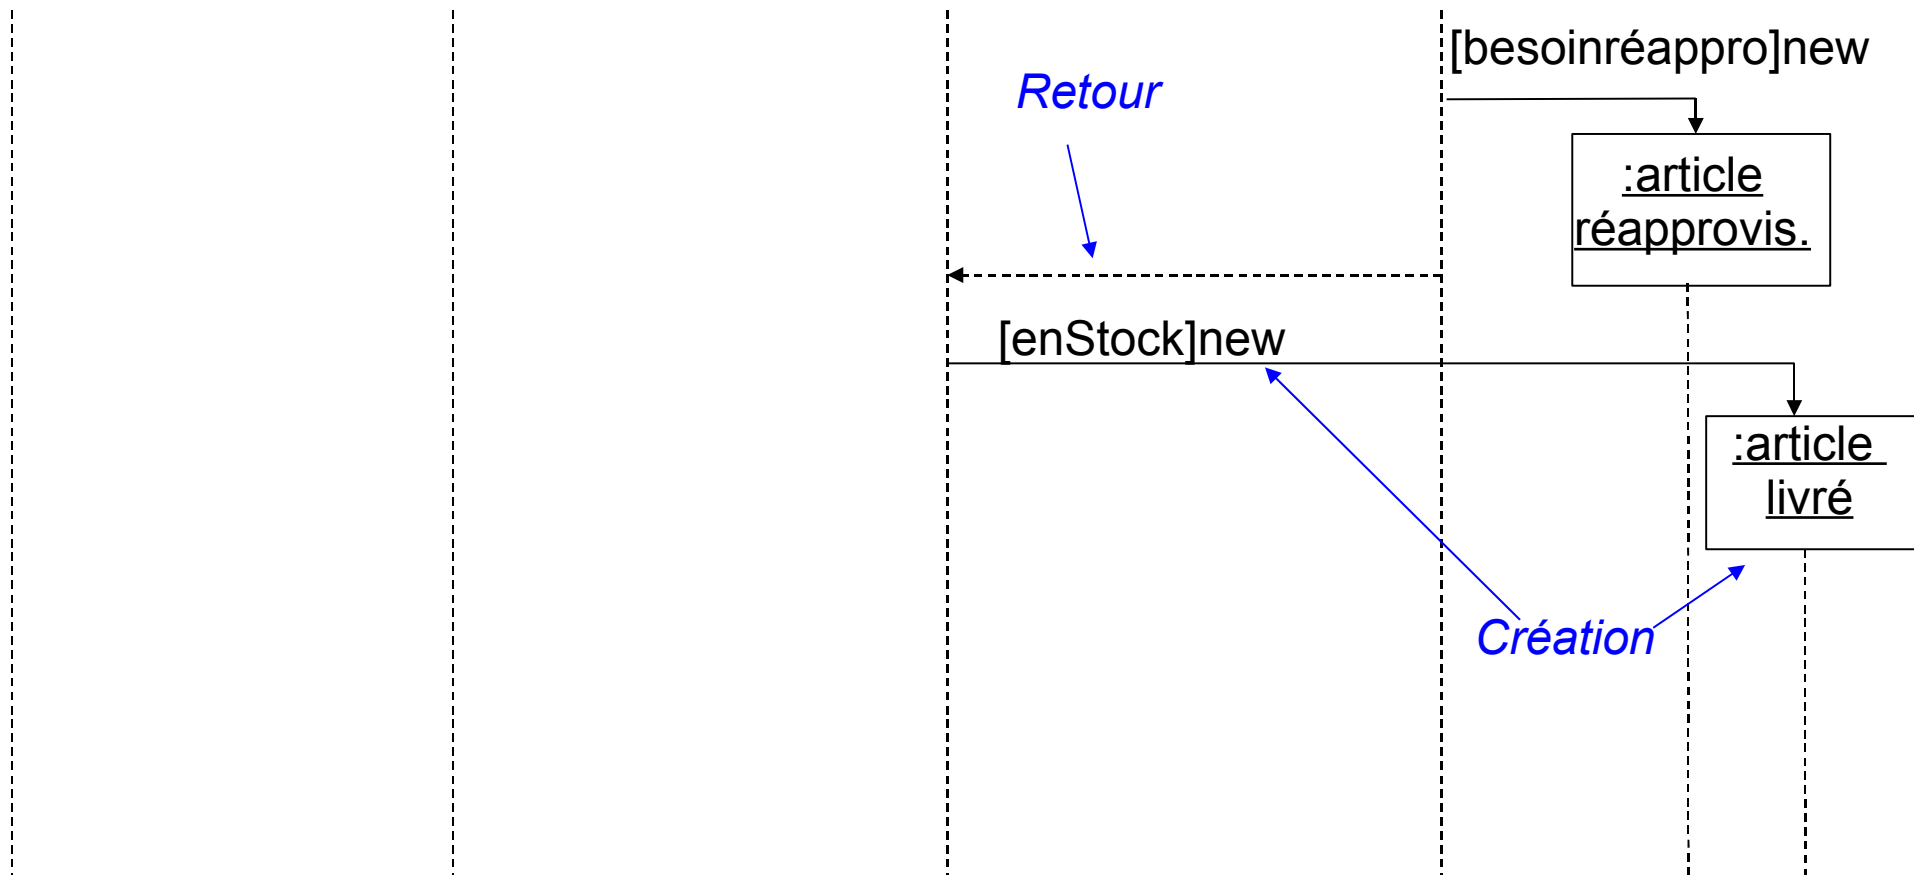 [besoinréappro]new
Retour
:article
réapprovis.
[enStock]new
:article
livré
Création